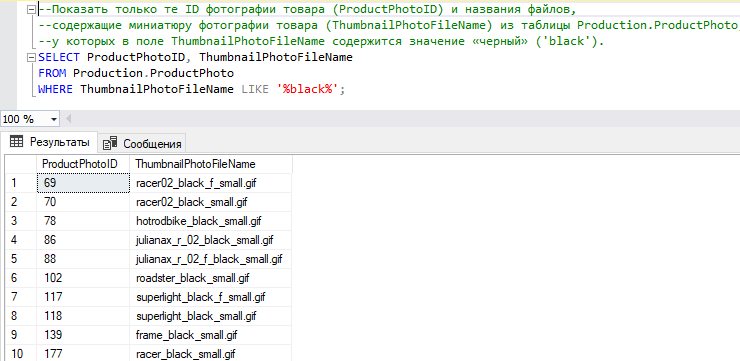 --Показать только те ID фотографии товара (ProductPhotoID) и названия файлов,
--содержащие миниатюру фотографии товара (ThumbnailPhotoFileName) из таблицы Production.ProductPhoto
--у которых в поле ThumbnailPhotoFileName содержится значение «черный» ('black').
SELECT ProductPhotoID, ThumbnailPhotoFileName
FROM Production.ProductPhoto
WHERE ThumbnailPhotoFileName LIKE '%black%';
100 %
Результаты Сообщения
ProductPhotoID ThumbnailPhotoFileName
1 69 racer02_black_f_small.gif
2 70 racer02_black_small.gif
3 78 hotrodbike_black_small.gif
4 86 julianax_r_02_black_small.gif
5 88 julianax_r_02_f_black_small.gif
6 102 roadster_black_small.gif
7 117 superlight_black_f_small.gif
8 118 superlight_black_small.gif
9 139 frame_black_small.gif
10 177 racer_black_small.gif